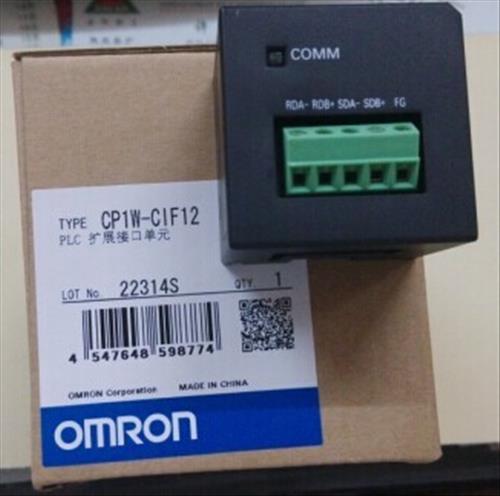 COMM
RDA- RDB+ SDA- SDB+ FG
TYPE CP1W-CIF12
PLC 扩展接口单元
LOT No. 22314S QTY. 1
4 547648 598774
OMRON Corporation MADE IN CHINA
OMRON